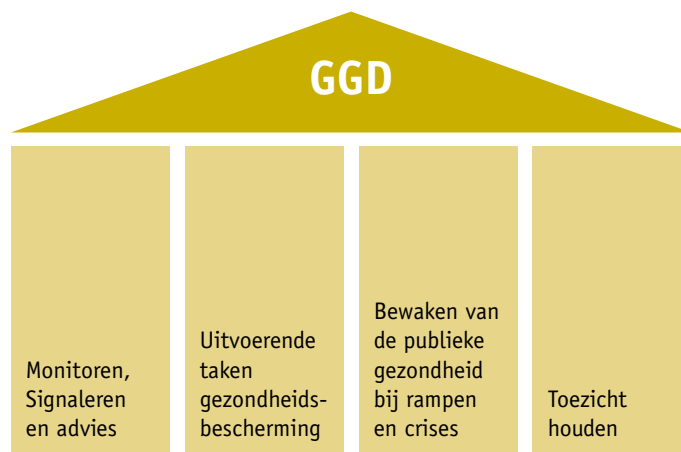 GGD
Monitoren,
Signaleren
en advies
Uitvoerende
taken
gezondheids-
bescherming
Bewaken van
de publieke
gezondheid
bij rampen
en crises
Toezicht
houden